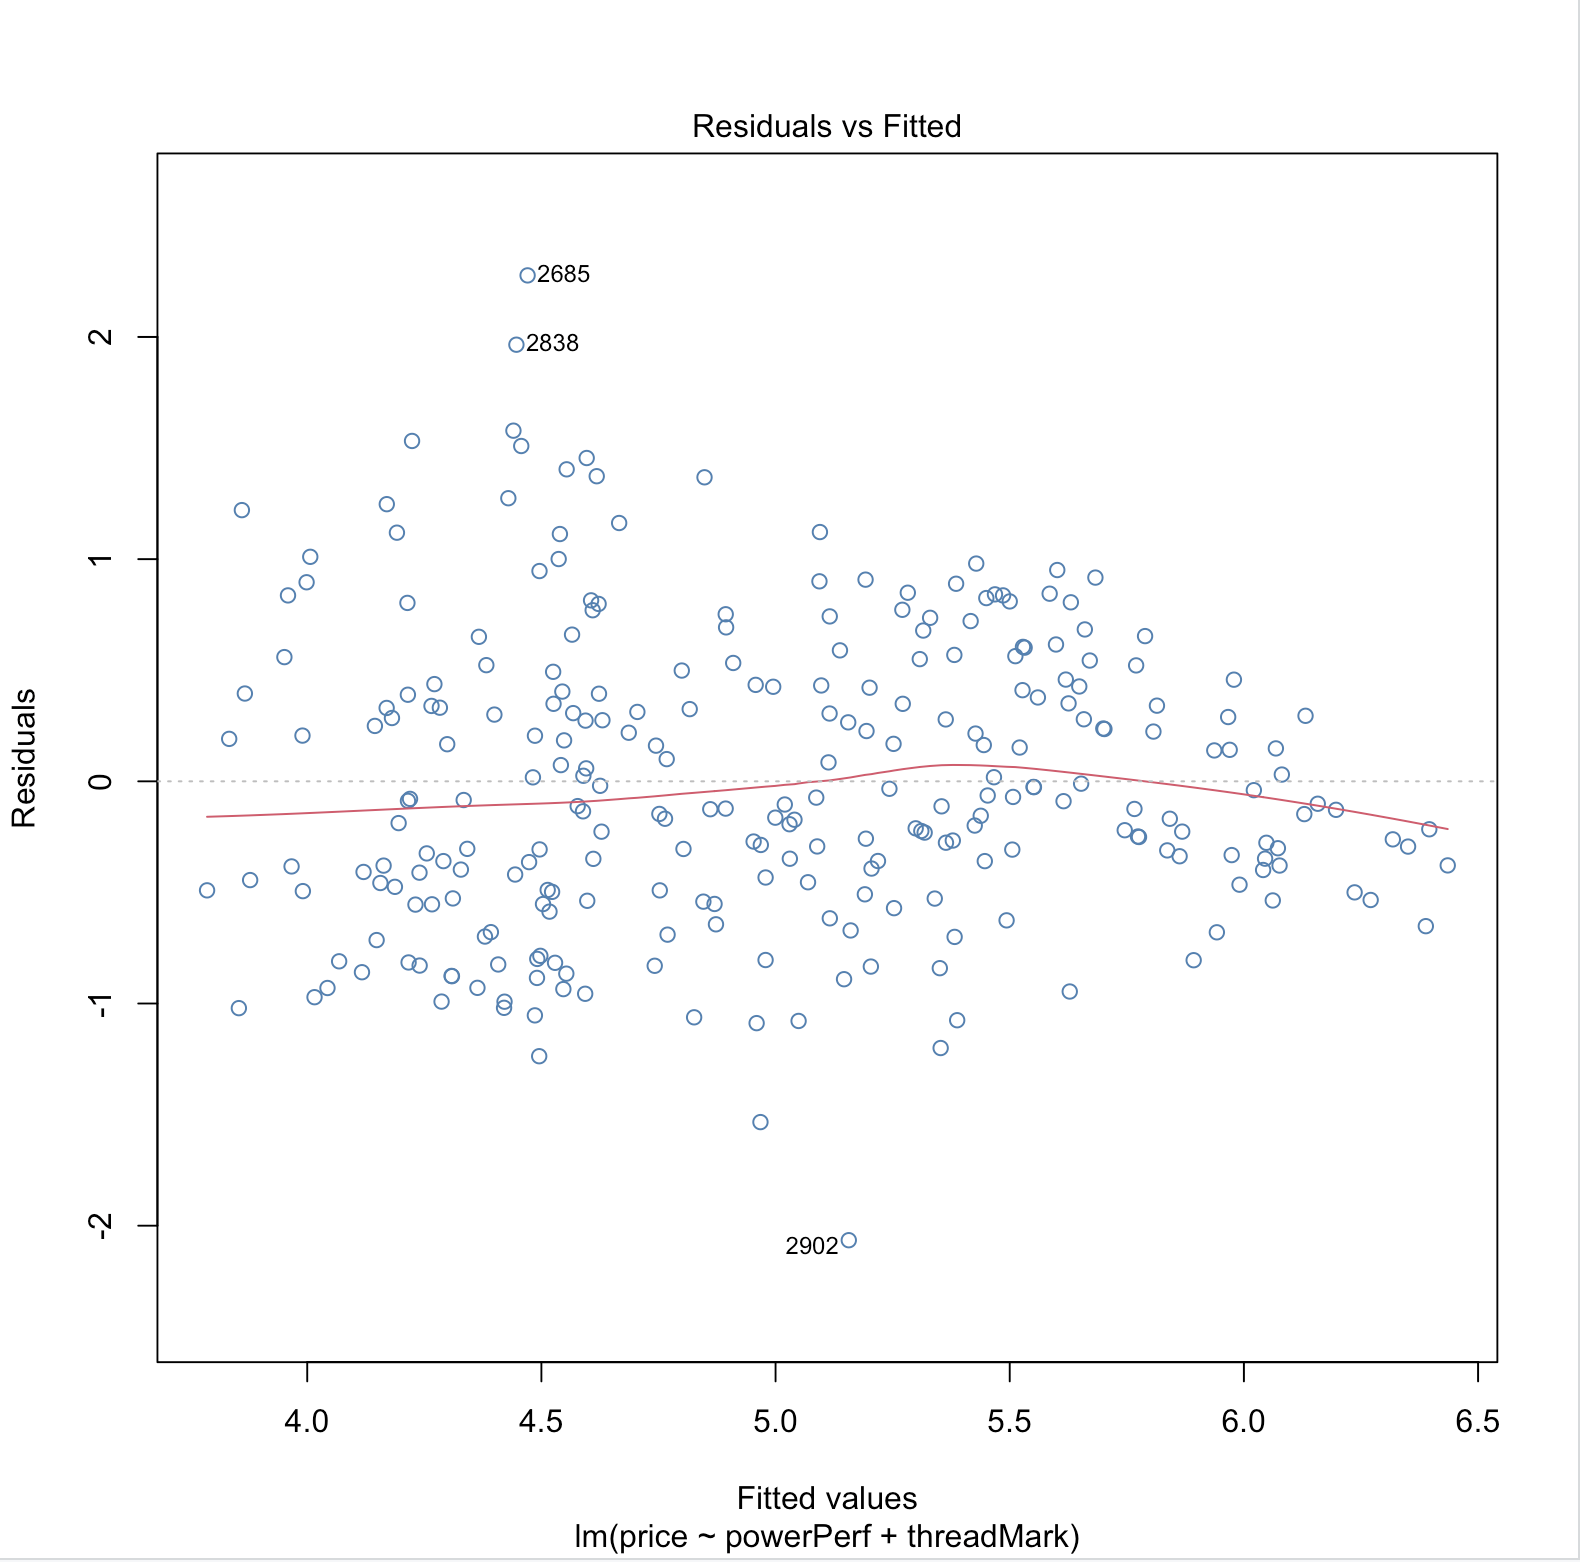 Residuals vs Fitted
2685
2838
2902
Residuals
2
1
0
-1
-2
4.0 4.5 5.0 5.5 6.0 6.5
Fitted values
lm(price ~ powerPerf + threadMark)